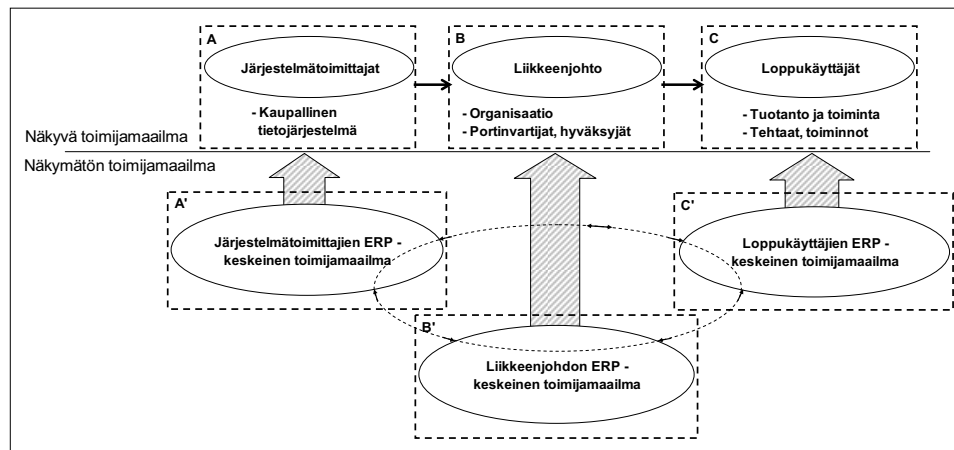 A
Järjestelmätoimittajat
- Kaupallinen
tietojärjestelmä
B
Liikkeenjohto
- Organisaatio
- Portinvartijat, hyväksyjät
C
Loppukäyttäjät
- Tuotanto ja toiminta
- Tehtaat, toiminnot
Näkyvä toimijamaailma
Näkymätön toimijamaailma
A'
Järjestelmätoimittajien ERP -
keskeinen toimijamaailma
C'
Loppukäyttäjien ERP -
keskeinen toimijamaailma
B'
Liikkeenjohdon ERP -
keskeinen toimijamaailma